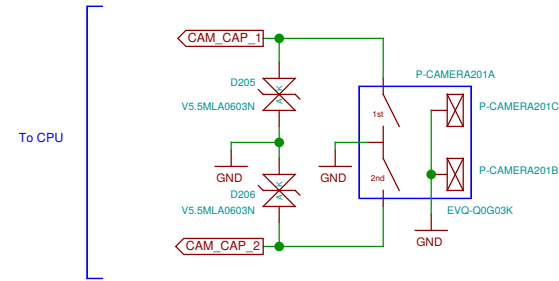 CAM_CAP_1
P-CAMERA201A
D205
V5.5MLA0603N
A K
1st
P-CAMERA201C
To CPU
GND
GND
2nd
P-CAMERA201B
D206
V5.5MLA0603N
A K
EVQ-Q0G03K
CAM_CAP_2
GND